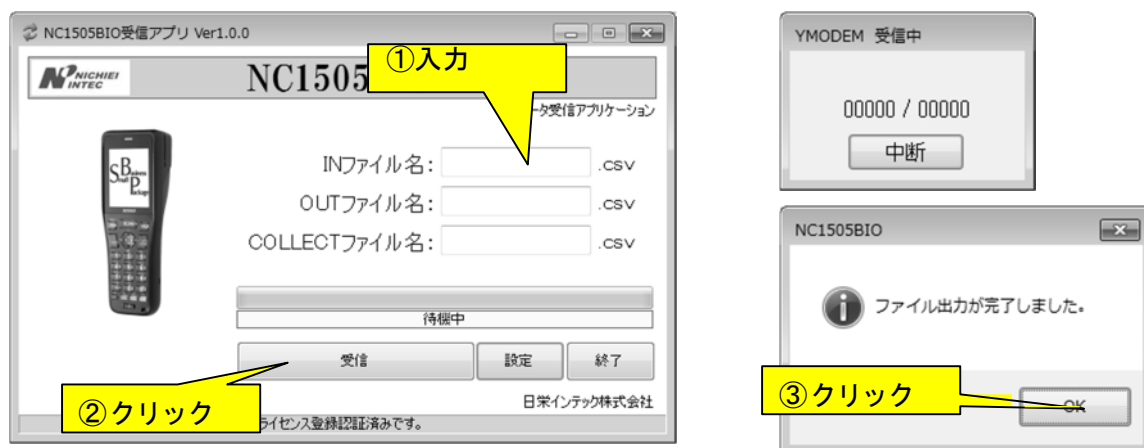 NC1505BIO受信アプリ Ver1.0.0
①入力
NICHIEI
INTEC
NC1505
ータ受信アプリケーション
Small Business Package
INファイル名:
.csv
OUTファイル名:
.csv
COLLECTファイル名:
.csv
待機中
受信
設定
終了
②クリック
日栄インテック株式会社
ライセンス登録認証済みです。
YMODEM 受信中
00000 / 00000
中断
NC1505BIO
ファイル出力が完了しました。
③クリック
OK